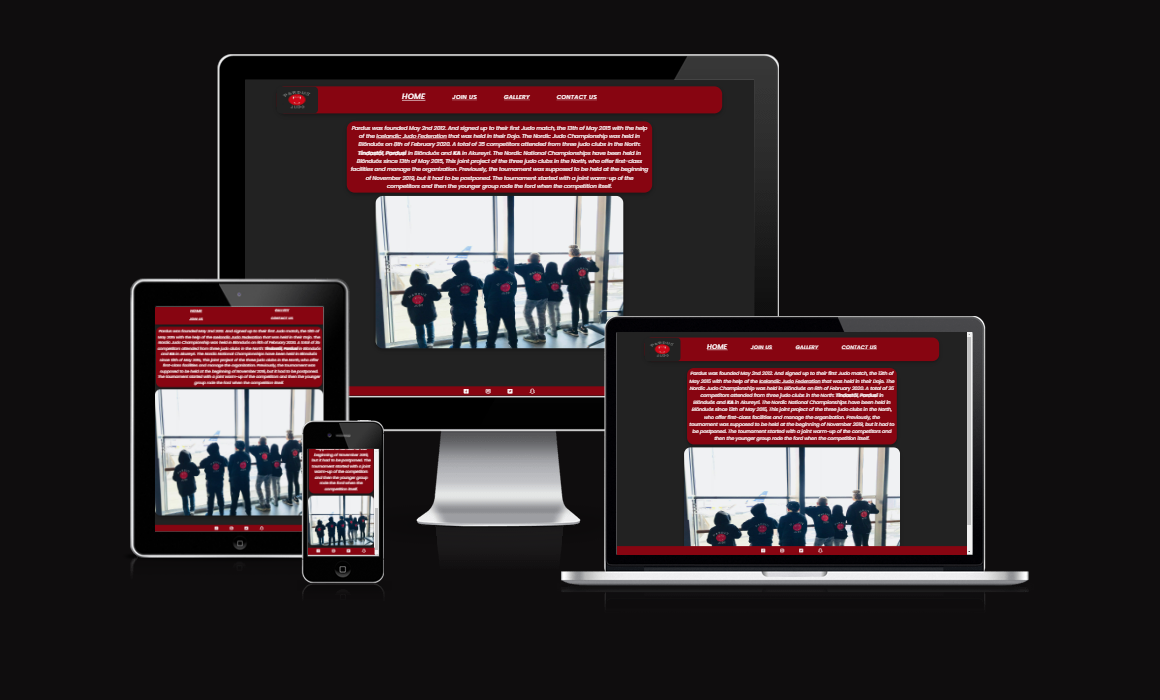 PARDUS
JUDO
HOME JOIN US GALLERY CONTACT US
Pardus was founded May 2nd 2012. And signed up to their first Judo match, the 13th of May 2015 with the help
of the Icelandic Judo Federation that was held in their Dojo. The Nordic Judo Championship was held in
Blönduós on 8th of February 2020. A total of 35 competitors attended from three judo clubs in the North:
Tindastóll, Pardusi in Blönduós and KA in Akureyri. The Nordic National Championships have been held in
Blönduós since 13th of May 2015, This joint project of the three judo clubs in the North, who offer first-class
facilities and manage the organization. Previously, the tournament was supposed to be held at the beginning
of November 2019, but it had to be postponed. The tournament started with a joint warm-up of the
competitors and then the younger group rode the ford when the competition itself.
HOME GALLERY
JOIN US CONTACT US
Pardus was founded May 2nd 2012. And signed up to their first Judo match, the 13th of
May 2015 with the help of the Icelandic Judo Federation that was held in their Dojo. The
Nordic Judo Championship was held in Blönduós on 8th of February 2020. A total of 35
competitors attended from three judo clubs in the North: Tindastóll, Pardusi in Blönduós
and KA in Akureyri. The Nordic National Championships have been held in Blönduós
since 13th of May 2015, This joint project of the three judo clubs in the North, who offer
first-class facilities and manage the organization. Previously, the tournament was
supposed to be held at the beginning of November 2019, but it had to be postponed.
The tournament started with a joint warm-up of the competitors and then the younger
group rode the ford when the competition itself.
beginning of November 2019,
but it had to be postponed. The
tournament started with a joint
warm-up of the competitors
and then the younger group
rode the ford when the
competition itself.
PARDUS
JUDO
HOME JOIN US GALLERY CONTACT US
Pardus was founded May 2nd 2012. And signed up to their first Judo match, the 13th of
May 2015 with the help of the Icelandic Judo Federation that was held in their Dojo. The
Nordic Judo Championship was held in Blönduós on 8th of February 2020. A total of 35
competitors attended from three judo clubs in the North: Tindastóll, Pardusi in
Blönduós and KA in Akureyri. The Nordic National Championships have been held in
Blönduós since 13th of May 2015, This joint project of the three judo clubs in the North,
who offer first-class facilities and manage the organization. Previously, the
tournament was supposed to be held at the beginning of November 2019, but it had to
be postponed. The tournament started with a joint warm-up of the competitors and
then the younger group rode the ford when the competition itself.